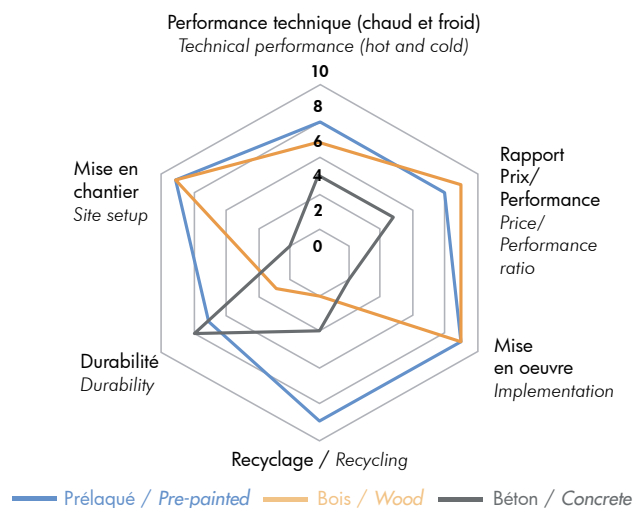 Performance technique (chaud et froid)
Technical performance (hot and cold)
10
8
6
4
2
0
Rapport
Prix/
Performance
Price/
Performance
ratio
Mise
en oeuvre
Implementation
Recyclage / Recycling
Durabilité
Durability
Mise en
chantier
Site setup
Prélaqué / Pre-painted
Bois / Wood
Béton / Concrete